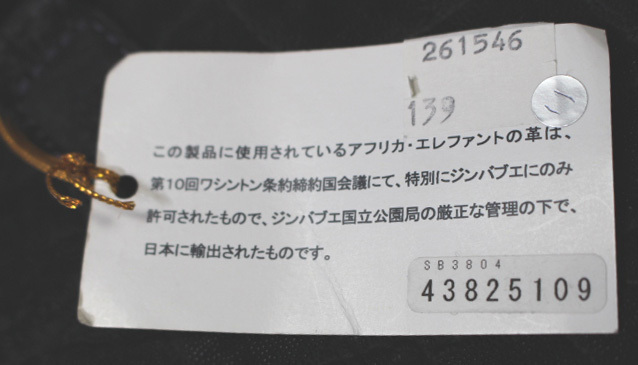 261546
139
この製品に使用されているアフリカ・エレファントの革は、
第10回ワシントン条約締約国会議にて、特別にジンバブエにのみ
許可されたもので、ジンバブエ国立公園局の厳正な管理の下で、
日本に輸出されたものです。
SB3804
43825109